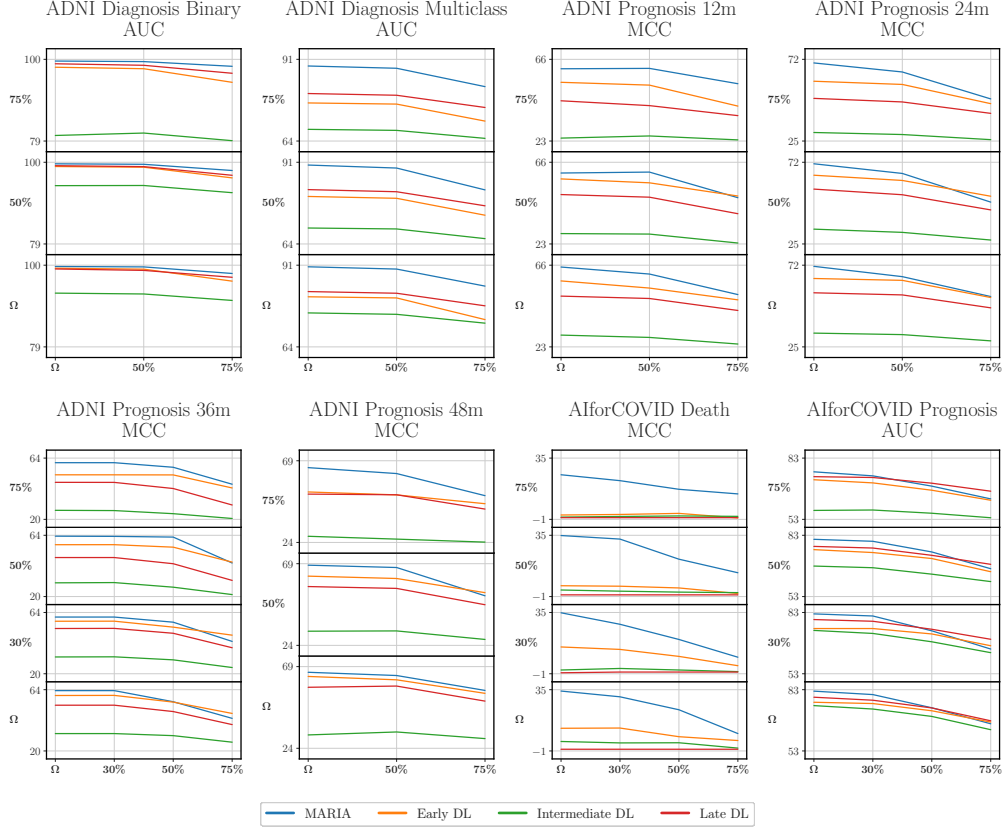 ADNI Diagnosis Binary
AUC
ADNI Diagnosis Multiclass
AUC
ADNI Prognosis 12m
MCC
ADNI Prognosis 24m
MCC
100
75%
79
100
50%
79
100
Ω
79
Ω 50% 75%
91
75%
64
91
50%
64
91
Ω
64
Ω 50% 75%
66
75%
23
66
50%
23
66
Ω
23
Ω 50% 75%
72
75%
25
72
50%
25
72
Ω
25
Ω 50% 75%
ADNI Prognosis 36m
MCC
ADNI Prognosis 48m
MCC
AIforCOVID Death
MCC
AIforCOVID Prognosis
AUC
64
75%
20
64
50%
20
64
30%
20
64
Ω
20
Ω 30% 50% 75%
69
75%
24
69
50%
24
69
Ω
24
Ω 50% 75%
35
75%
−1
35
50%
−1
35
30%
−1
35
Ω
−1
Ω 30% 50% 75%
83
75%
53
83
50%
53
83
30%
53
83
Ω
53
Ω 30% 50% 75%
MARIA Early DL Intermediate DL Late DL